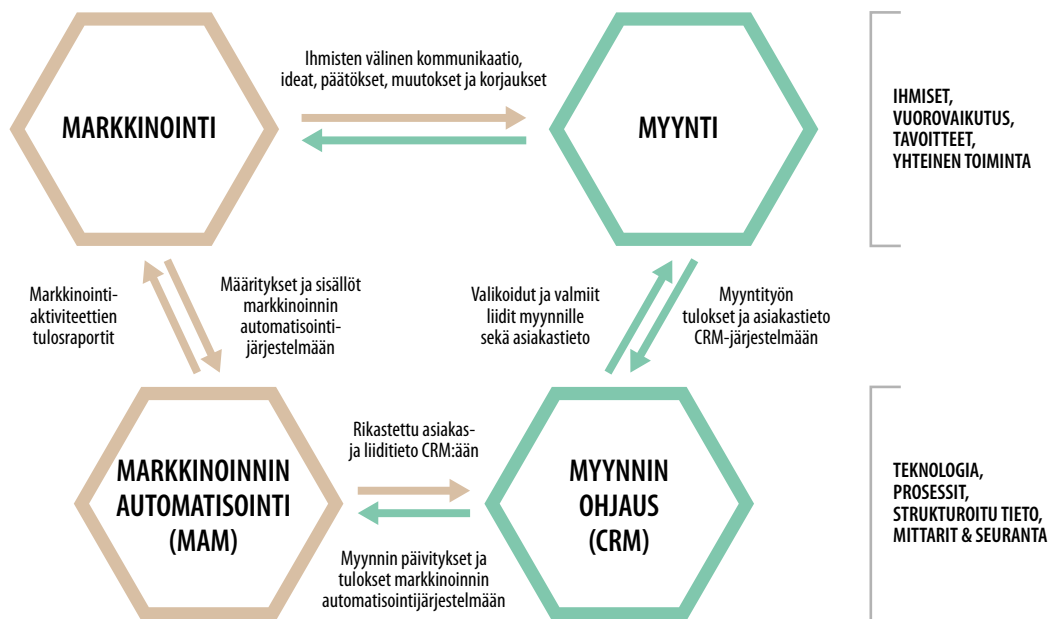 Ihmisten välinen kommunikaatio,
ideat, päätökset, muutokset ja korjaukset
MARKKINOINTI
MYYNTI
IHMISET,
VUOROVAIKUTUS,
TAVOITTEET,
YHTEINEN TOIMINTA
Markkinointi-
aktiviteettien
tulosraportit
Määritykset ja sisällöt
markkinoinnin
automatisointi-
järjestelmään
Valikoidut ja valmiit
liidit myynnille
sekä asiakastieto
Myyntityön
tulokset ja asiakastieto
CRM-järjestelmään
MARKKINOINNIN
AUTOMATISOINTI
(MAM)
Rikastettu asiakas-
ja liiditieto CRM:ään
Myynnin päivitykset ja
tulokset markkinoinnin
automatisointijärjestelmään
MYYNNIN
OHJAUS
(CRM)
TEKNOLOGIA,
PROSESSIT,
STRUKTUROITU TIETO,
MITTARIT & SEURANTA